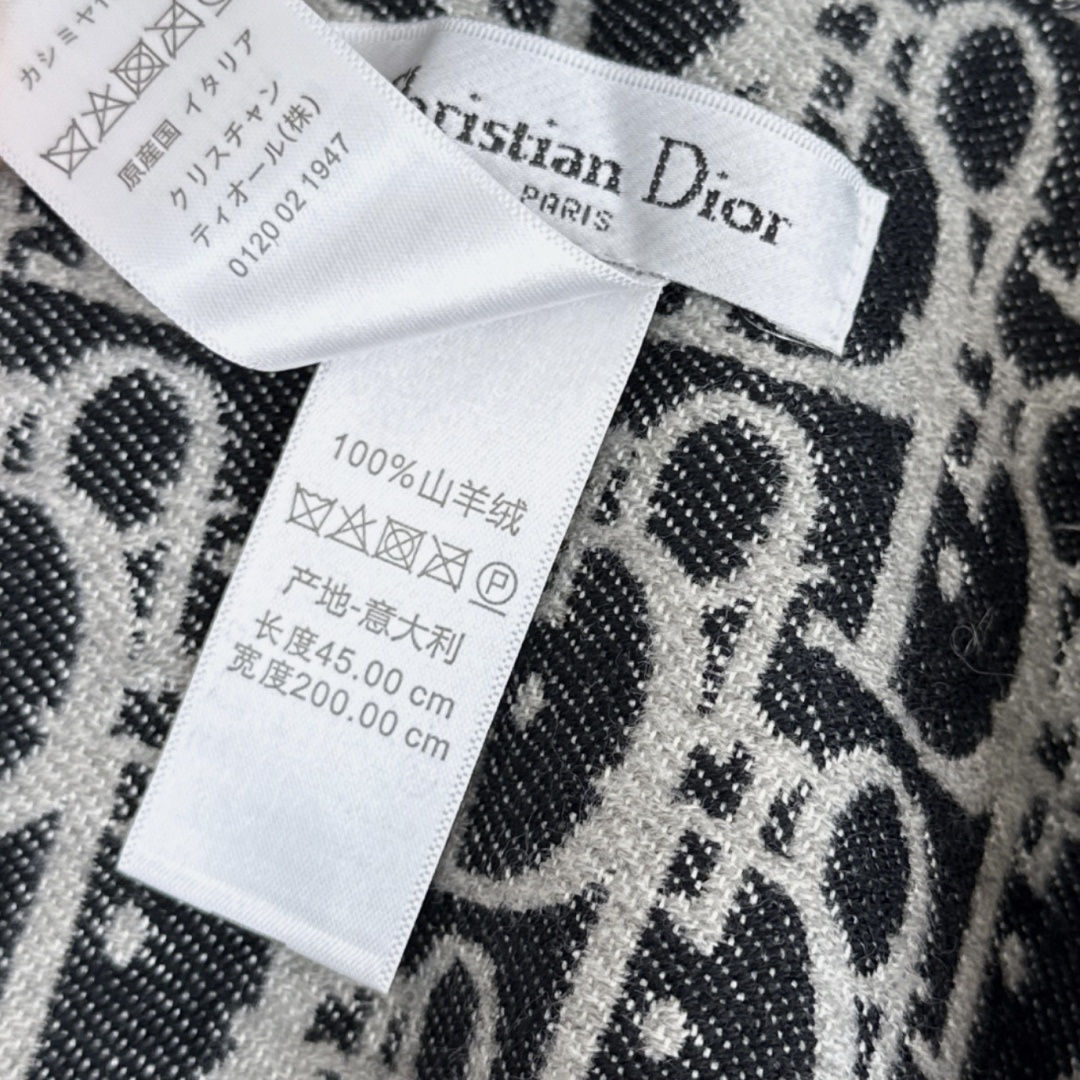 カシミヤ
原産国 イタリア
クリスチャン
ディオール(株)
0120 02 1947
Christian Dior
PARIS
100%山羊绒
P
产地-意大利
长度45.00 cm
宽度200.00 cm